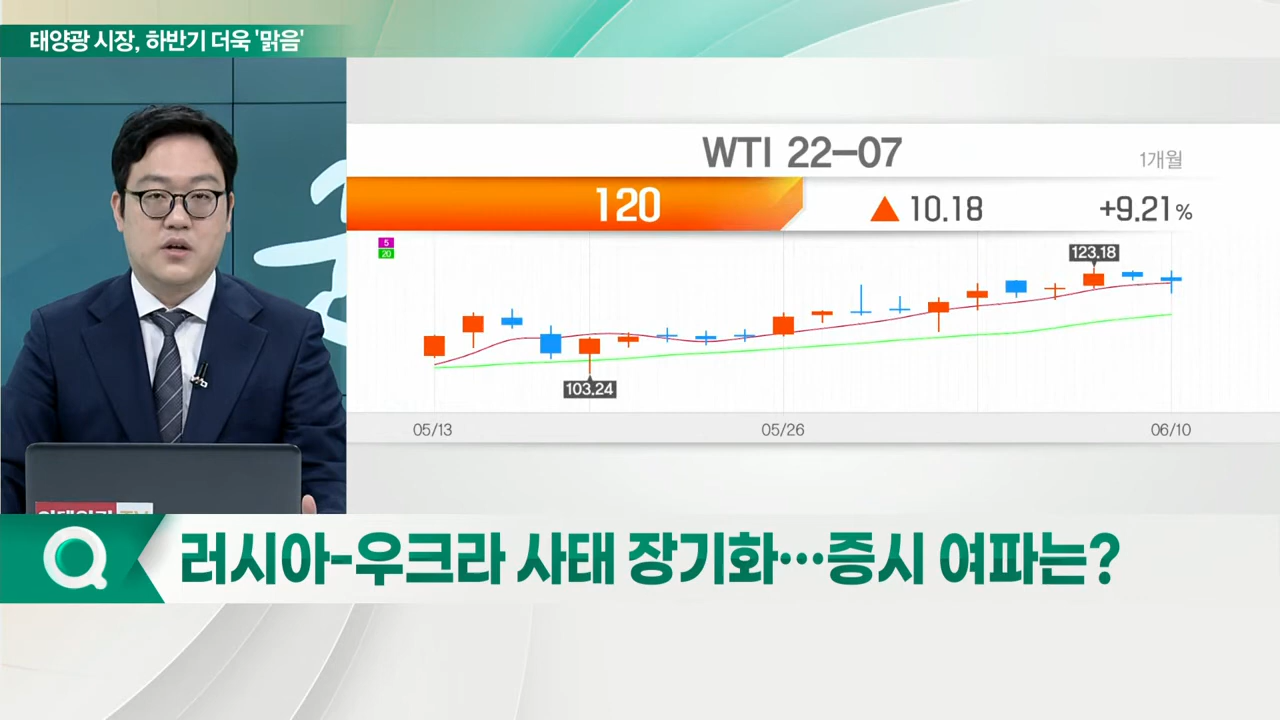 태양광 시장, 하반기 더욱 '맑음'
WTI 22-07
1개월
120
▲ 10.18
+9.21%
5
20
123.18
103.24
05/13
05/26
06/10
Q
러시아-우크라 사태 장기화…증시 여파는?